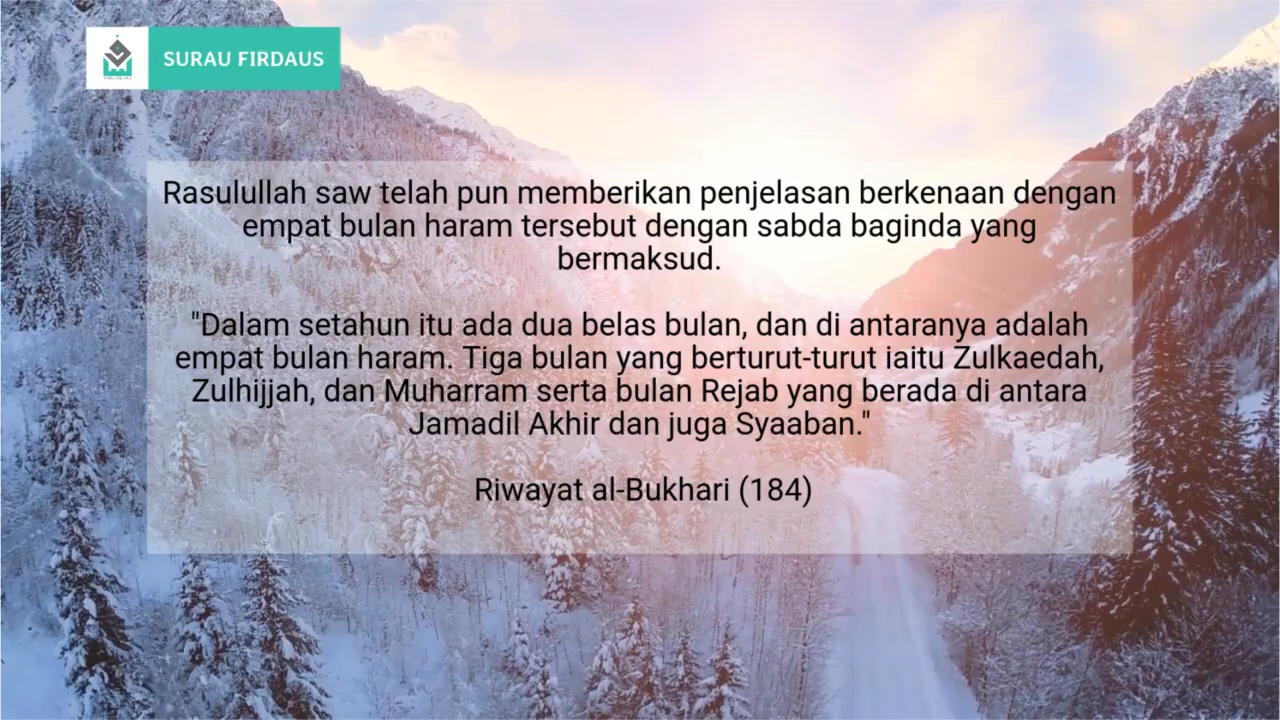 SURAU FIRDAUS
Rasulullah saw telah pun memberikan penjelasan berkenaan dengan
empat bulan haram tersebut dengan sabda baginda yang
bermaksud.
"Dalam setahun itu ada dua belas bulan, dan di antaranya adalah
empat bulan haram. Tiga bulan yang berturut-turut iaitu Zulkaedah,
Zulhijjah, dan Muharram serta bulan Rejab yang berada di antara
Jamadil Akhir dan juga Syaaban."
Riwayat al-Bukhari (184)